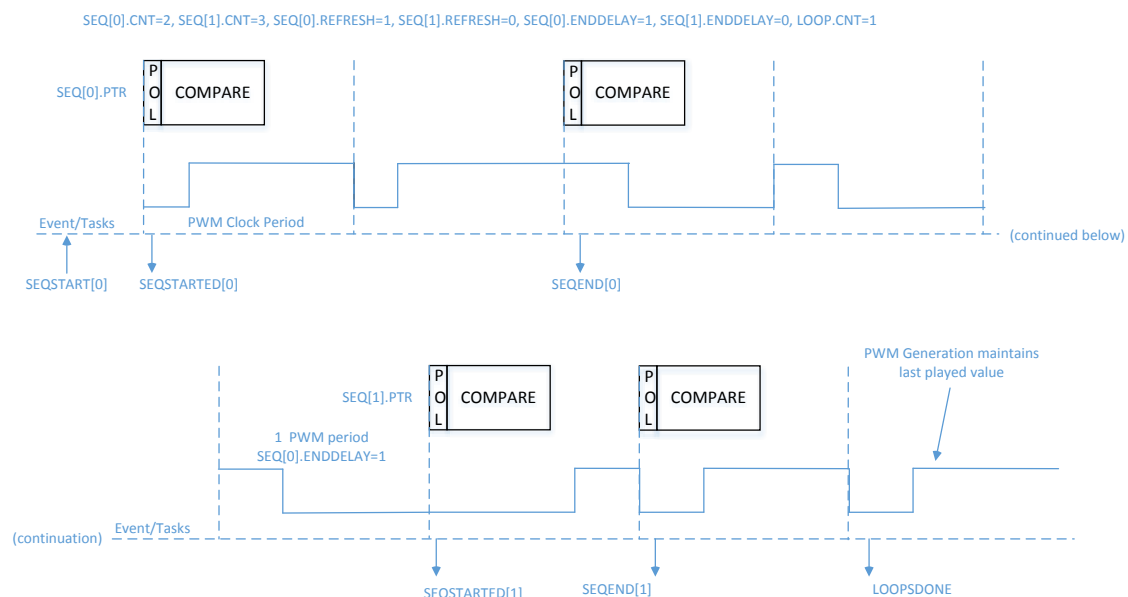 SEQ[0].CNT=2, SEQ[1].CNT=3, SEQ[0].REFRESH=1, SEQ[1].REFRESH=0, SEQ[0].ENDDELAY=1, SEQ[1].ENDDELAY=0, LOOP.CNT=1
SEQ[0].PTR
P
O
L
COMPARE
P
O
L
COMPARE
Event/Tasks
PWM Clock Period
(continued below)
SEQSTART[0]
SEQSTARTED[0]
SEQEND[0]
PWM Generation maintains
last played value
SEQ[1].PTR
P
O
L
COMPARE
P
O
L
COMPARE
1 PWM period
SEQ[0].ENDDELAY=1
(continuation)
Event/Tasks
SEQSTARTED[1]
SEQEND[1]
LOOPSDONE